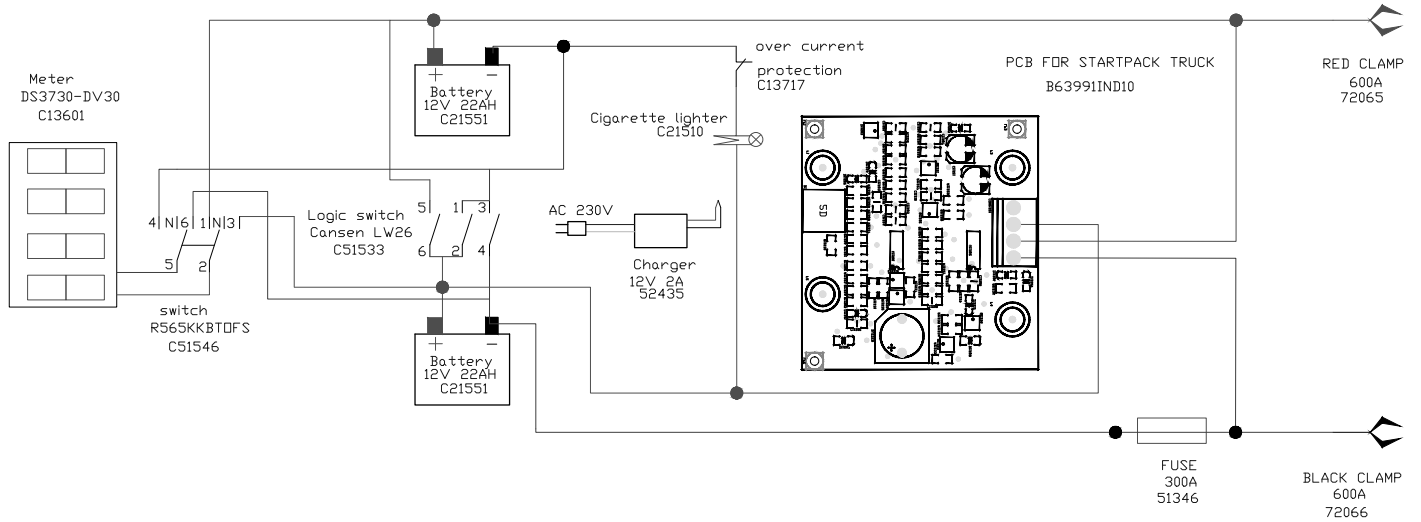 over current
protection
C13717
PCB FOR STARTPACK TRUCK
B63991IND10
RED CLAMP
600A
72065
Meter
DS3730-DV30
C13601
+ -
Battery
12V 22AH
C21551
Cigarette lighter
C21510
SD
4 N 6 1 N 3
5 2
switch
R565KKBTOFS
C51546
Logic switch
Cansen LW26
C51533
5 1 3
6 2 4
AC 230V
Charger
12V 2A
52435
+ -
Battery
12V 22AH
C21551
+
FUSE
300A
51346
BLACK CLAMP
600A
72066